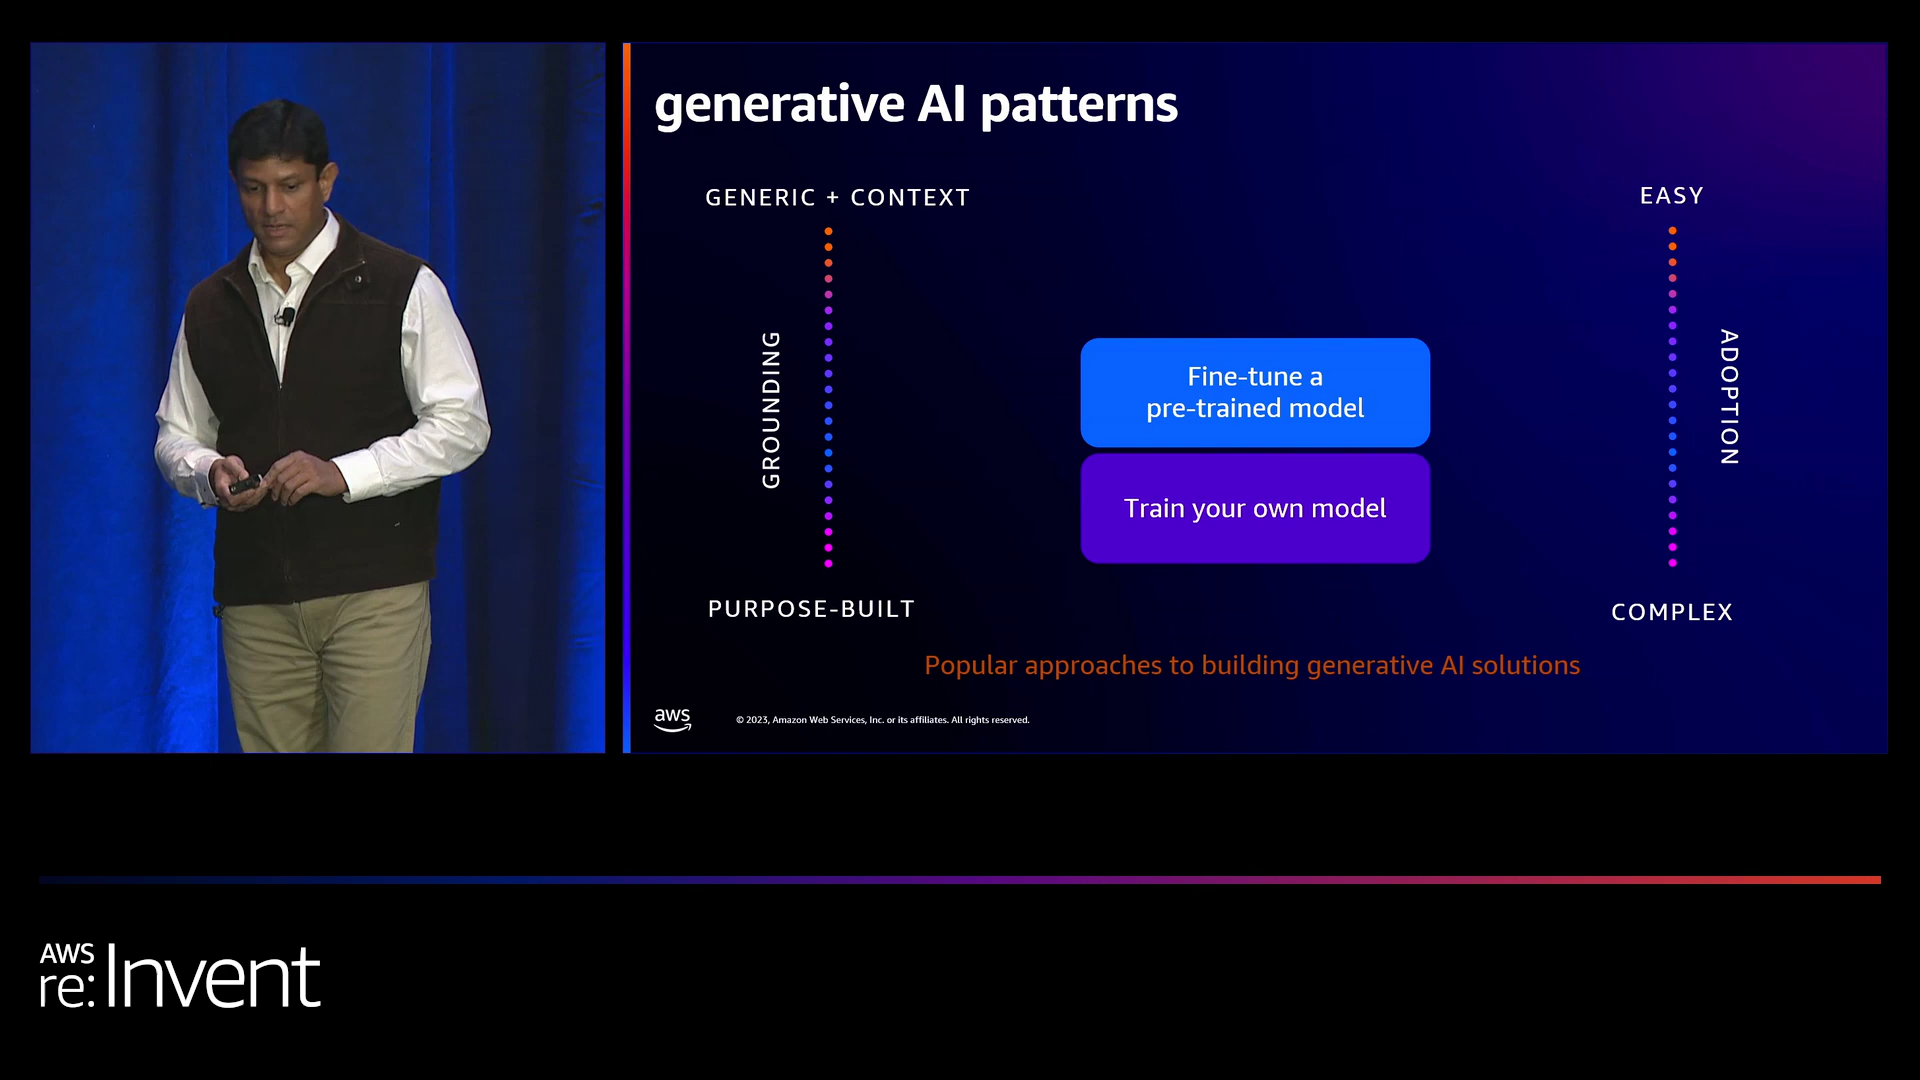 generative AI patterns
GENERIC + CONTEXT
EASY
GROUNDING
ADOPTION
Fine-tune a
pre-trained model
Train your own model
PURPOSE-BUILT
COMPLEX
Popular approaches to building generative AI solutions
aws
© 2023, Amazon Web Services, Inc. or its affiliates. All rights reserved.
AWS
re:Invent